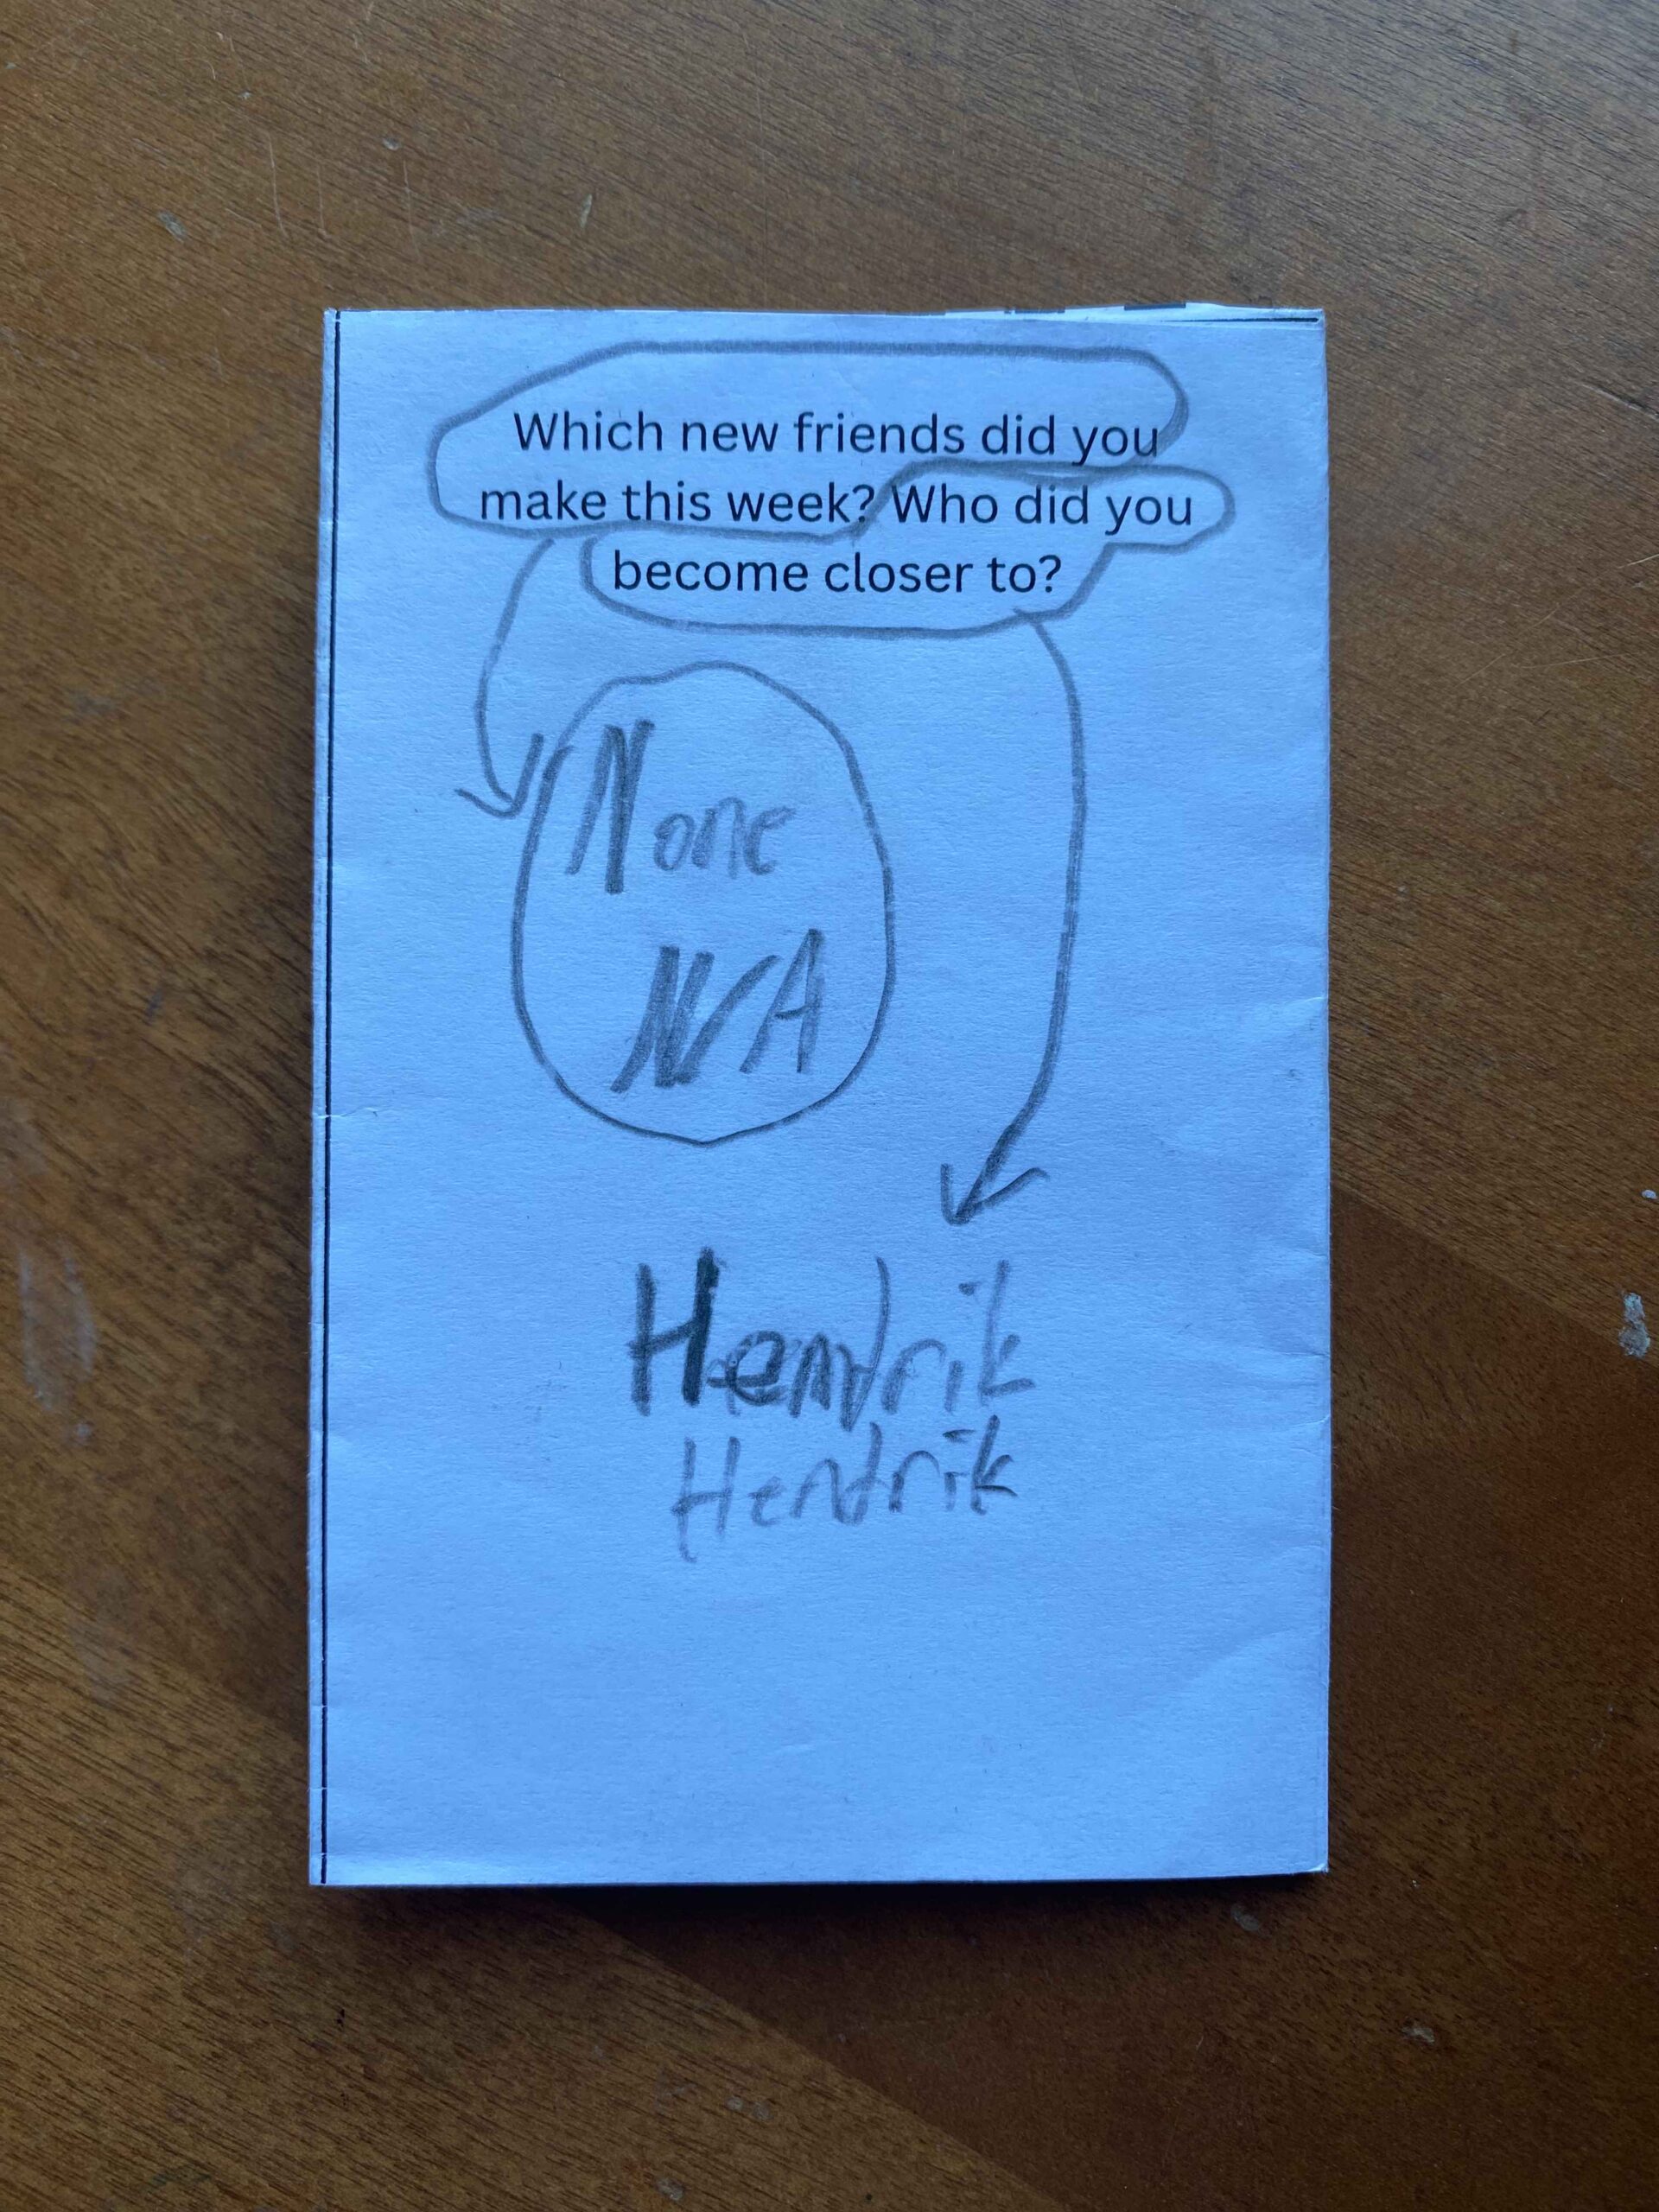 Which new friends did you
make this week? Who did you
become closer to?
None
N/A
Hendrik
Hendrik